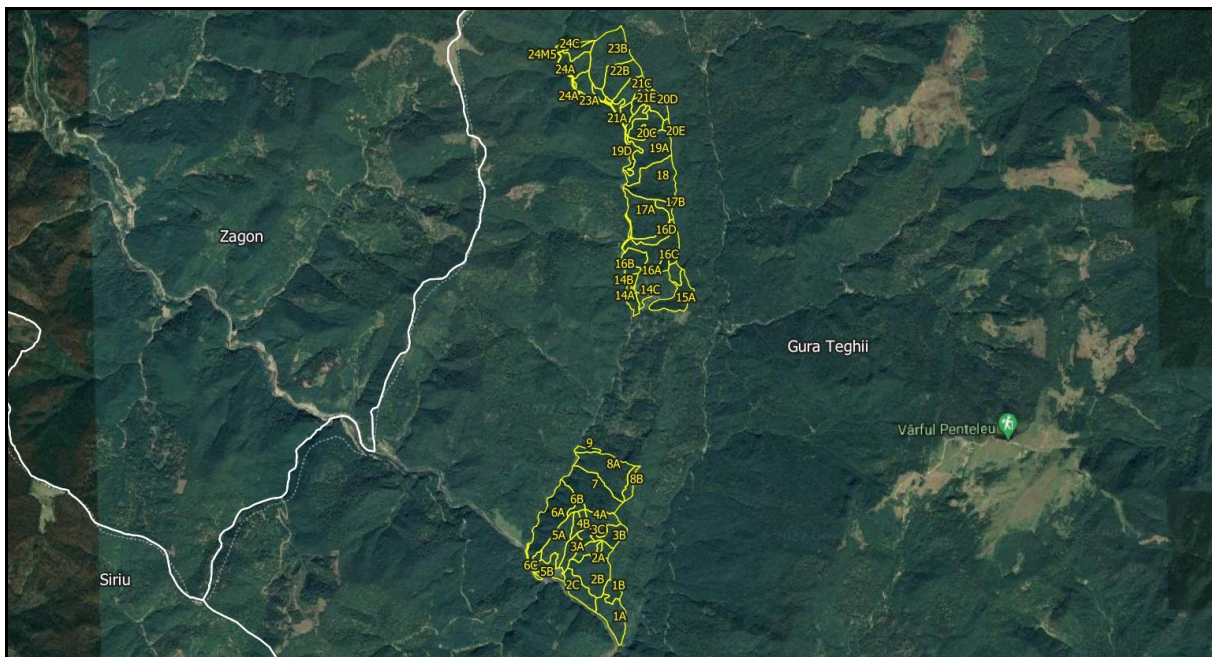 24C
23B
24M5
24A
22B
21C
24A
23A
21E
20D
21A
20C
20E
19D
19A
18
17A
17B
16D
16C
16B
16A
14B
14C
14A
15A
Zagon
Gura Teghii
Vârful Penteleu
9
8A
7
8B
6B
6A
4A
4B
3C
5A
3B
3A
2A
6C
5B
2C
2B
1B
1A
Siriu